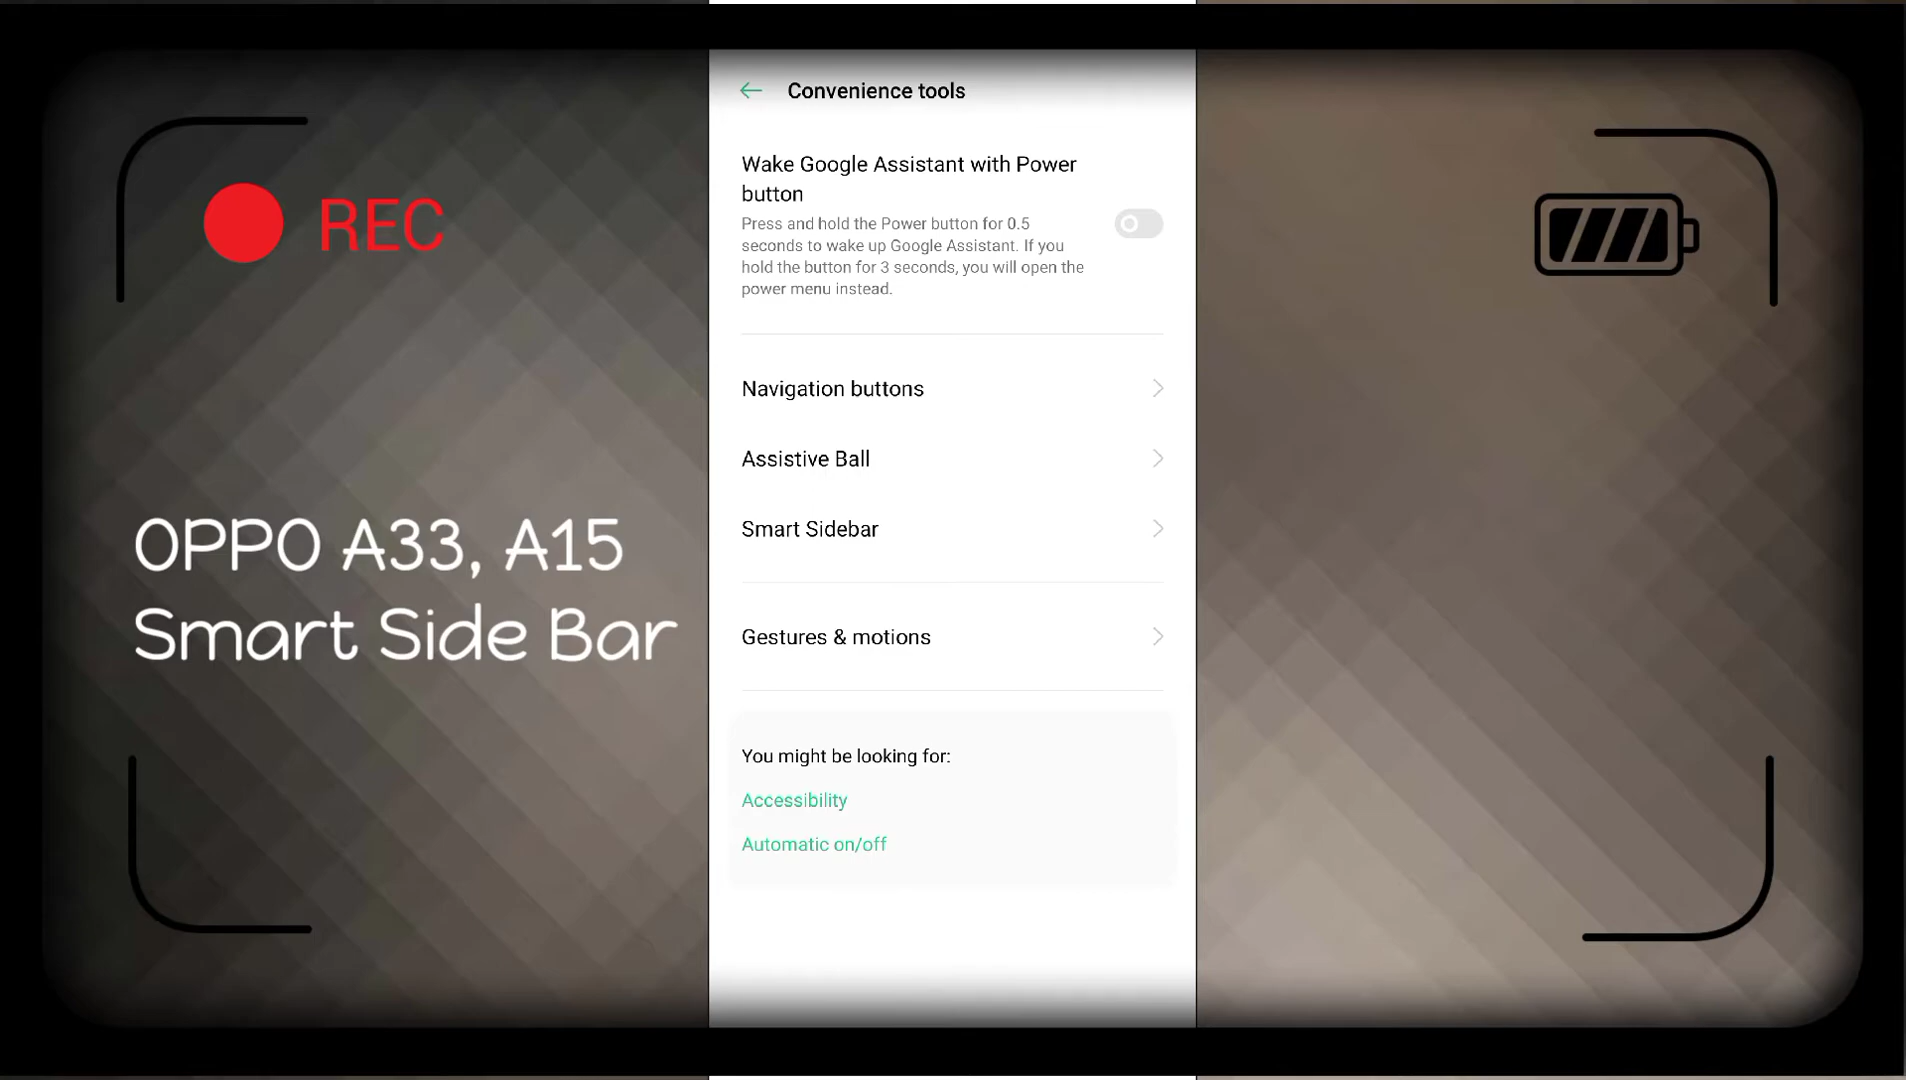 Convenience tools
Wake Google Assistant with Power
button
Press and hold the Power button for 0.5
seconds to wake up Google Assistant. If you
hold the button for 3 seconds, you will open the
power menu instead.
Navigation buttons
Assistive Ball
Smart Sidebar
Gestures & motions
You might be looking for:
Accessibility
Automatic on/off
REC
OPPO A33, A15
Smart Side Bar